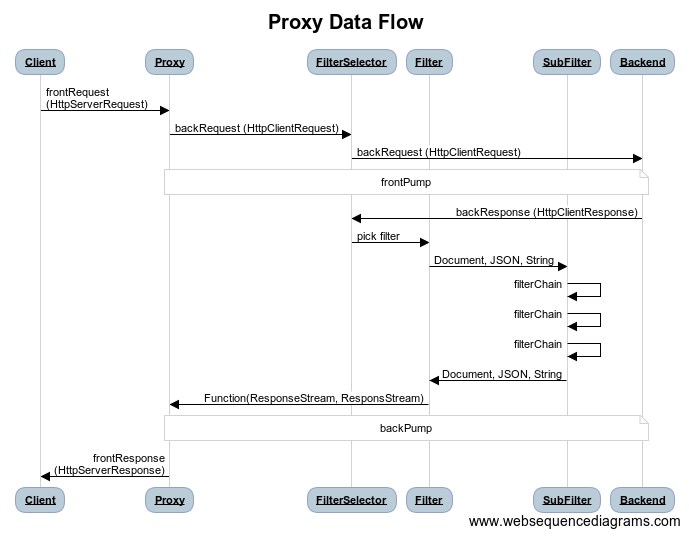 Proxy Data Flow
Client Proxy FilterSelector Filter SubFilter Backend
frontRequest
(HttpServerRequest)
backRequest (HttpClientRequest)
backRequest (HttpClientRequest)
frontPump
backResponse (HttpClientResponse)
pick filter
Document, JSON, String
filterChain
filterChain
filterChain
Document, JSON, String
Function(ResponseStream, ResponsStream)
backPump
frontResponse
(HttpServerResponse)
Client Proxy FilterSelector Filter SubFilter Backend
www.websequencediagrams.com